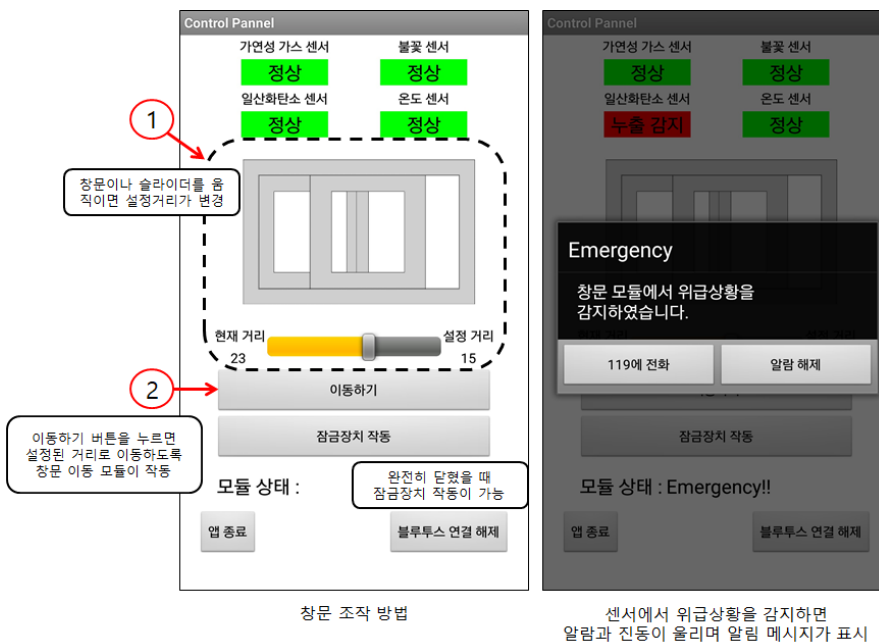 Control Pannel
가연성 가스 센서
불꽃 센서
정상
정상
일산화탄소 센서
온도 센서
정상
정상
1
창문이나 슬라이더를 움
직이면 설정거리가 변경
현재 거리
설정 거리
23
15
2
이동하기
이동하기 버튼을 누르면
설정된 거리로 이동하도록
창문 이동 모듈이 작동
잠금장치 작동
모듈 상태 :
완전히 닫혔을 때
잠금장치 작동이 가능
앱 종료
블루투스 연결 해제
창문 조작 방법
Control Pannel
가연성 가스 센서
불꽃 센서
정상
정상
일산화탄소 센서
온도 센서
누출 감지
정상
Emergency
창문 모듈에서 위급상황을
감지하였습니다.
현재 거리
설정 거리
119에 전화
알람 해제
잠금장치 작동
모듈 상태 : Emergency!!
앱 종료
블루투스 연결 해제
센서에서 위급상황을 감지하면
알람과 진동이 울리며 알림 메시지가 표시